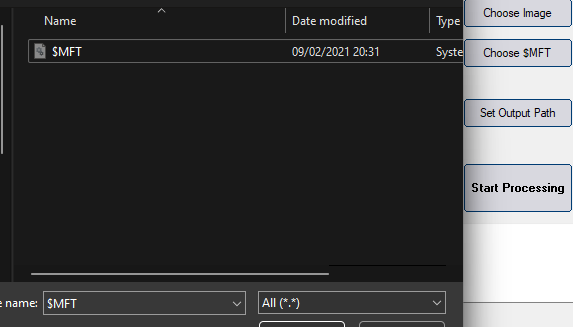 Name Date modified Type
$MFT 09/02/2021 20:31 Syste
e name: $MFT All (*.*)
Choose Image
Choose $MFT
Set Output Path
Start Processing